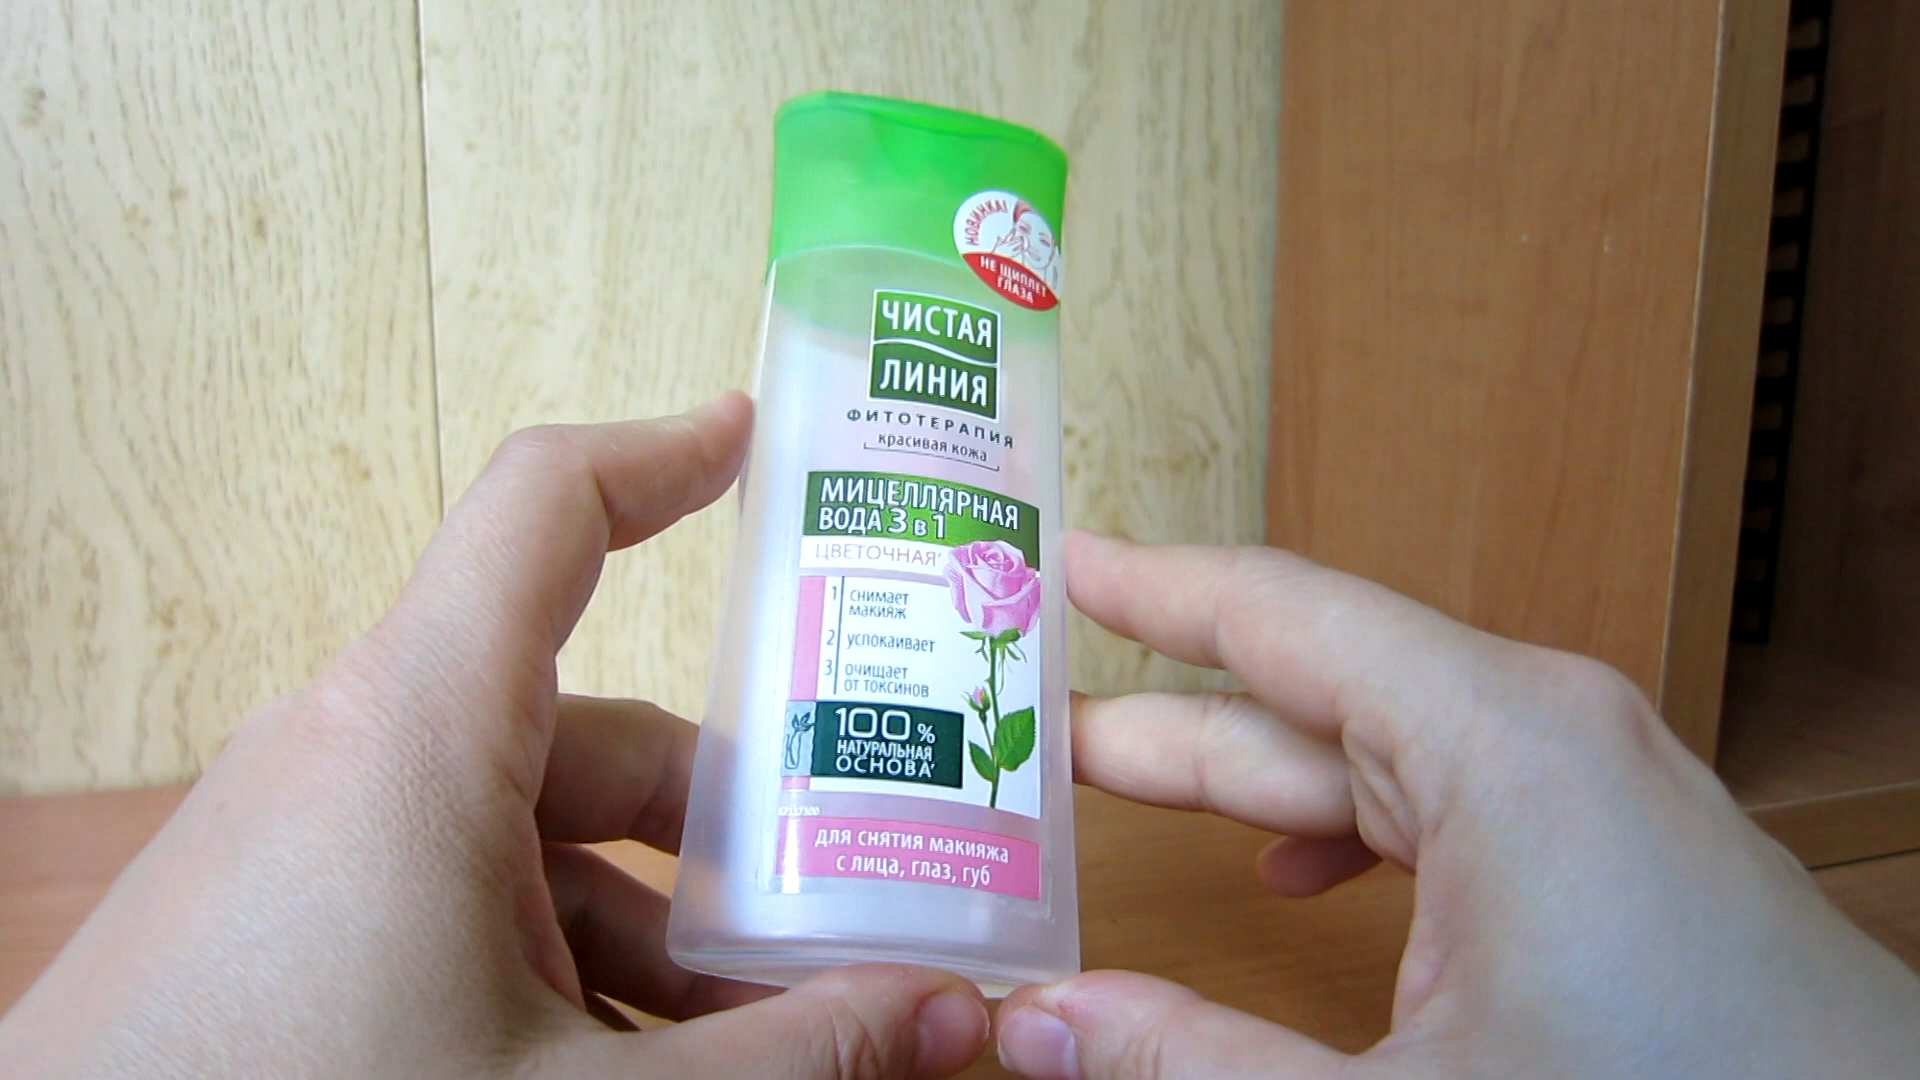 НОВИНКА!
НЕ ЩИПЛЕТ
ГЛАЗА
ЧИСТАЯ
ЛИНИЯ
ФИТОТЕРАПИЯ
красивая кожа
МИЦЕЛЛЯРНАЯ
ВОДА 3 в 1
ЦВЕТОЧНАЯ*
1 снимает
макияж
2 успокаивает
3 очищает
от токсинов
100%
НАТУРАЛЬНАЯ
ОСНОВА*
для снятия макияжа
с лица, глаз, губ